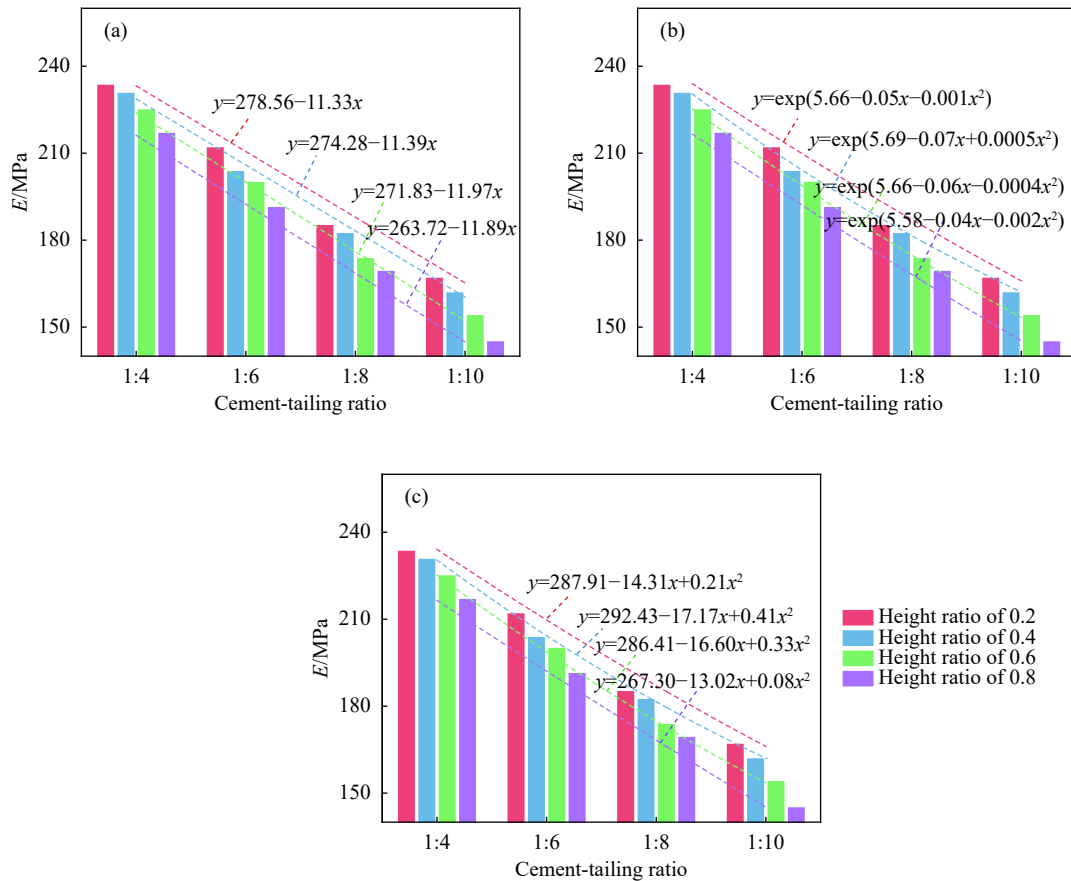 (a)
240
210
180
150
E/MPa
y=278.56−11.33x
y=274.28−11.39x
y=271.83−11.97x
y=263.72−11.89x
1:4 1:6 1:8 1:10
Cement-tailing ratio
(b)
240
210
180
150
E/MPa
y=exp(5.66−0.05x−0.001x²)
y=exp(5.69−0.07x+0.0005x²)
y=exp(5.66−0.06x−0.0004x²)
y=exp(5.58−0.04x−0.002x²)
1:4 1:6 1:8 1:10
Cement-tailing ratio
(c)
240
210
180
150
E/MPa
y=287.91−14.31x+0.21x²
y=292.43−17.17x+0.41x²
y=286.41−16.60x+0.33x²
y=267.30−13.02x+0.08x²
1:4 1:6 1:8 1:10
Cement-tailing ratio
Height ratio of 0.2
Height ratio of 0.4
Height ratio of 0.6
Height ratio of 0.8